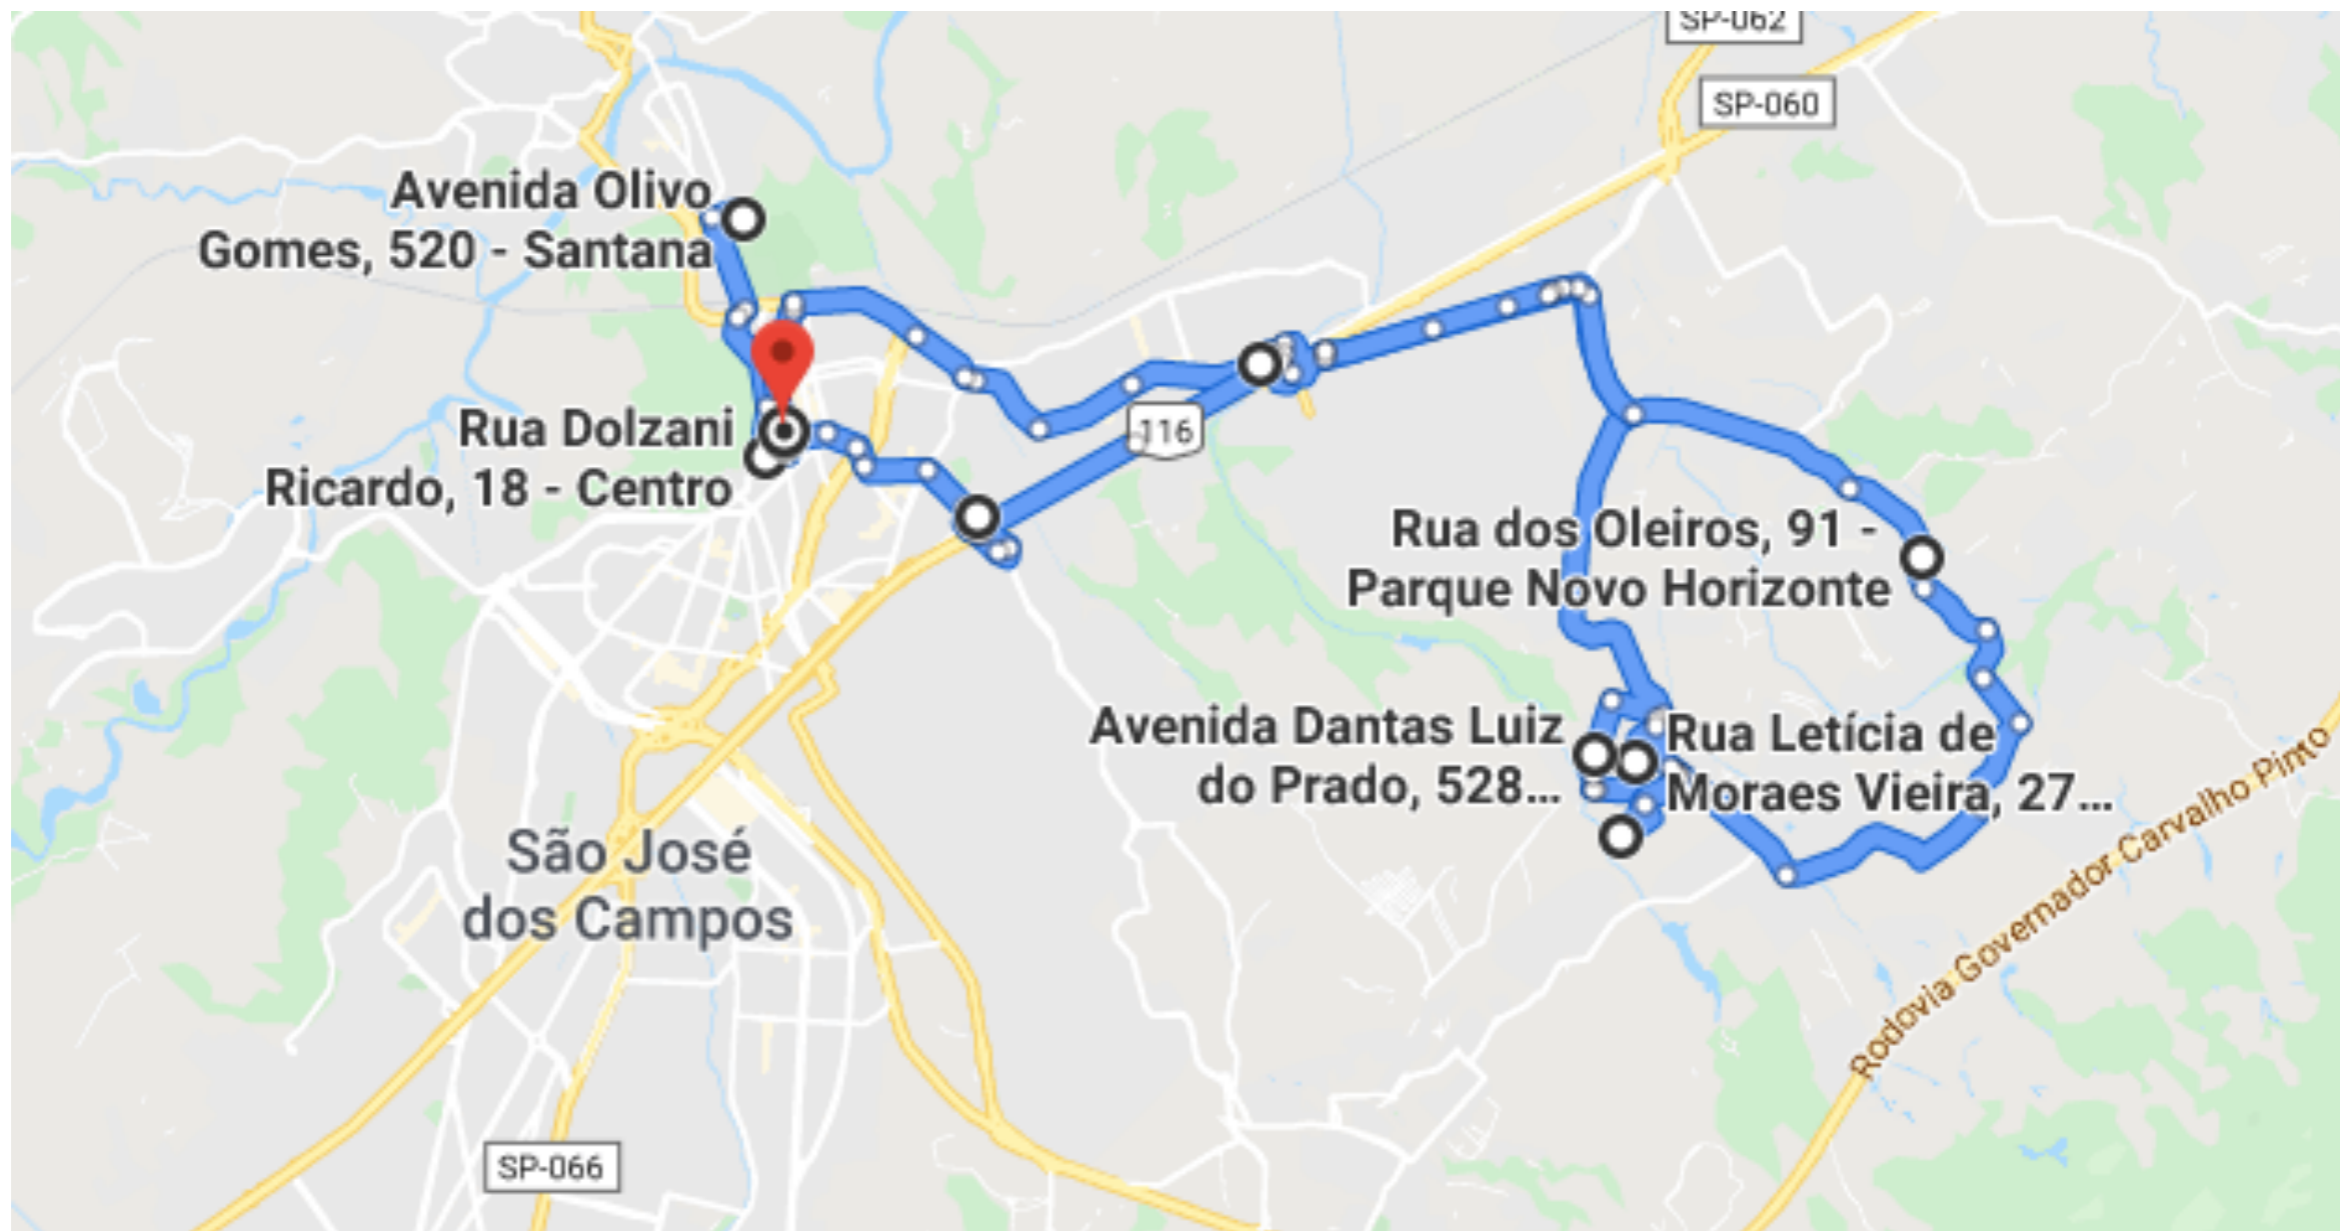 SP-062
SP-060
Avenida Olivo
Gomes, 520 - Santana
Rua Dolzani
Ricardo, 18 - Centro
116
Rua dos Oleiros, 91 -
Parque Novo Horizonte
Avenida Dantas Luiz
do Prado, 528...
Rua Letícia de
Moraes Vieira, 27...
São José
dos Campos
Rodovia Governador Carvalho Pinto
SP-066